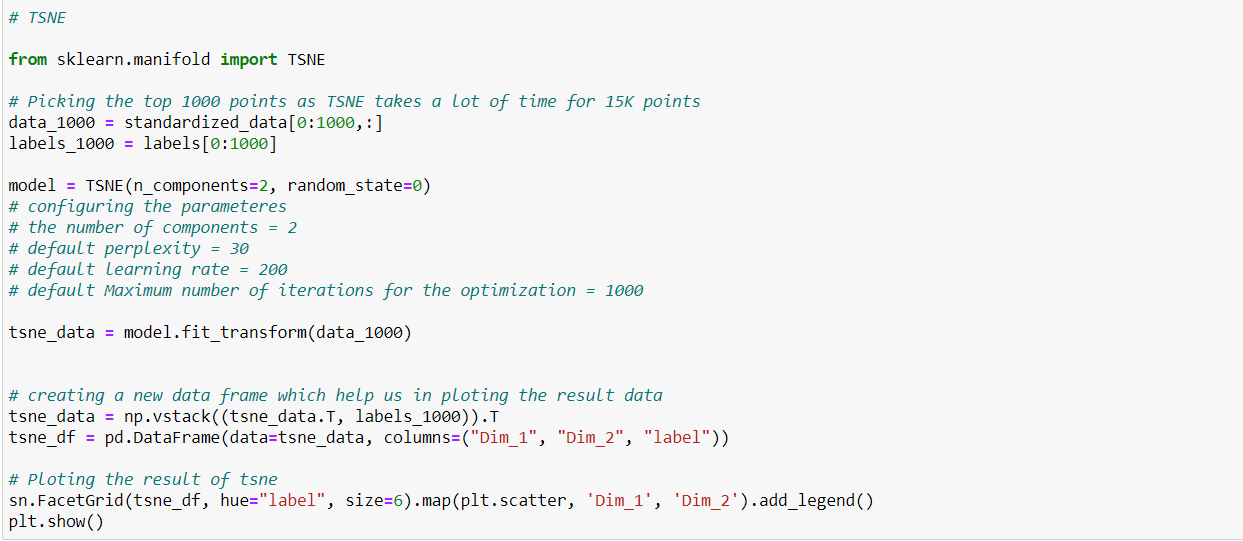 # TSNE
from sklearn.manifold import TSNE
# Picking the top 1000 points as TSNE takes a lot of time for 15K points
data_1000 = standardized_data[0:1000,:]
labels_1000 = labels[0:1000]
model = TSNE(n_components=2, random_state=0)
# configuring the parameteres
# the number of components = 2
# default perplexity = 30
# default learning rate = 200
# default Maximum number of iterations for the optimization = 1000
tsne_data = model.fit_transform(data_1000)
# creating a new data frame which help us in ploting the result data
tsne_data = np.vstack((tsne_data.T, labels_1000)).T
tsne_df = pd.DataFrame(data=tsne_data, columns=("Dim_1", "Dim_2", "label"))
# Ploting the result of tsne
sn.FacetGrid(tsne_df, hue="label", size=6).map(plt.scatter, 'Dim_1', 'Dim_2').add_legend()
plt.show()